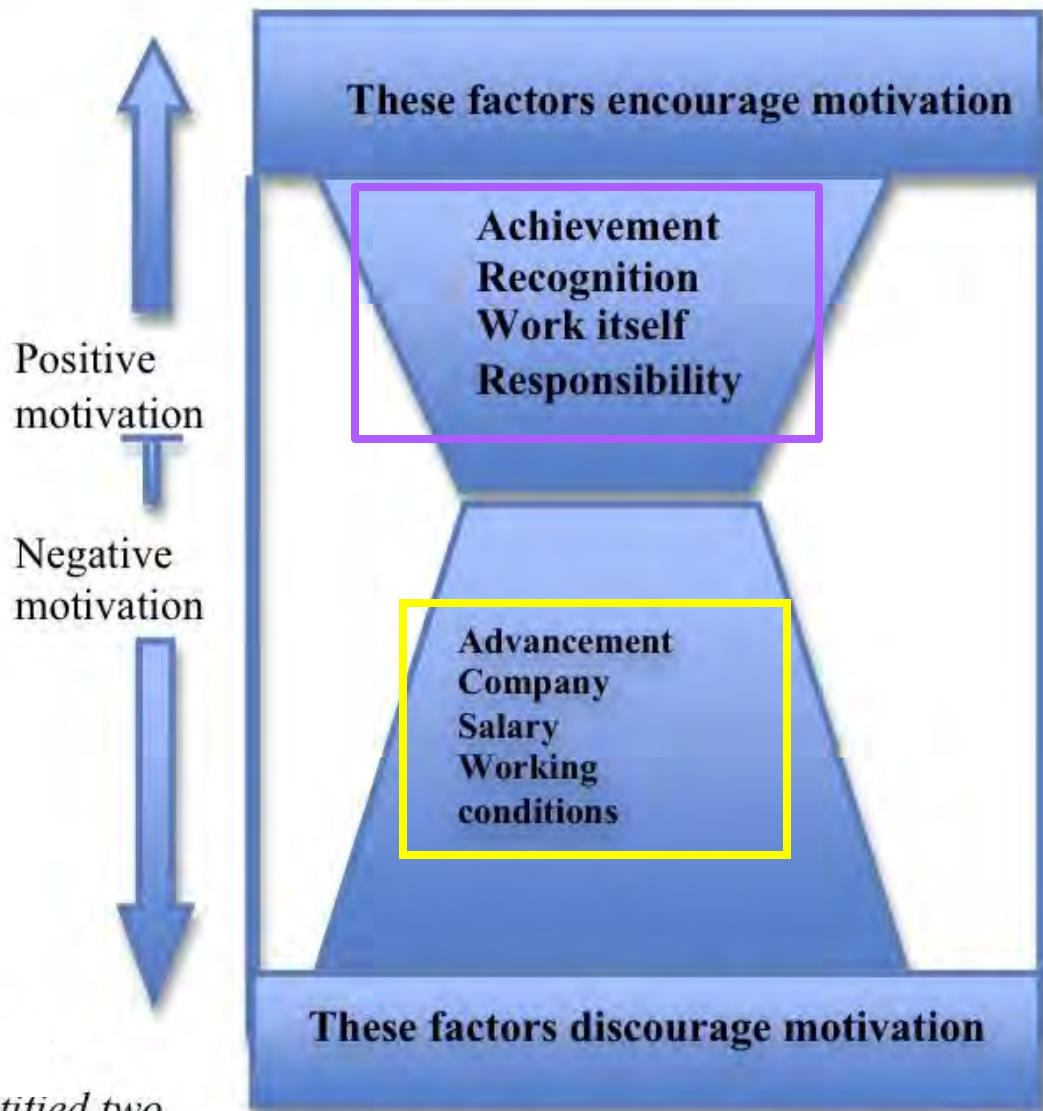 These factors encourage motivation
Achievement
Recognition
Work itself
Responsibility
Positive
motivation
Negative
motivation
Advancement
Company
Salary
Working
conditions
These factors discourage motivation
two